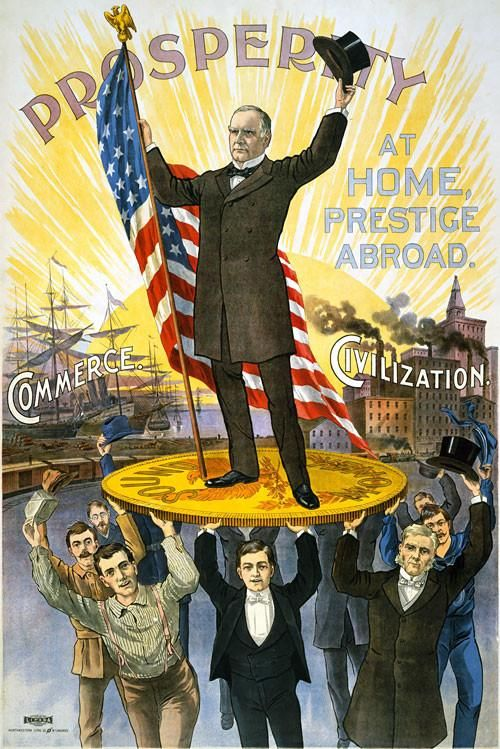 PROSPERITY
AT
HOME,
PRESTIGE
ABROAD.
COMMERCE.
CIVILIZATION.